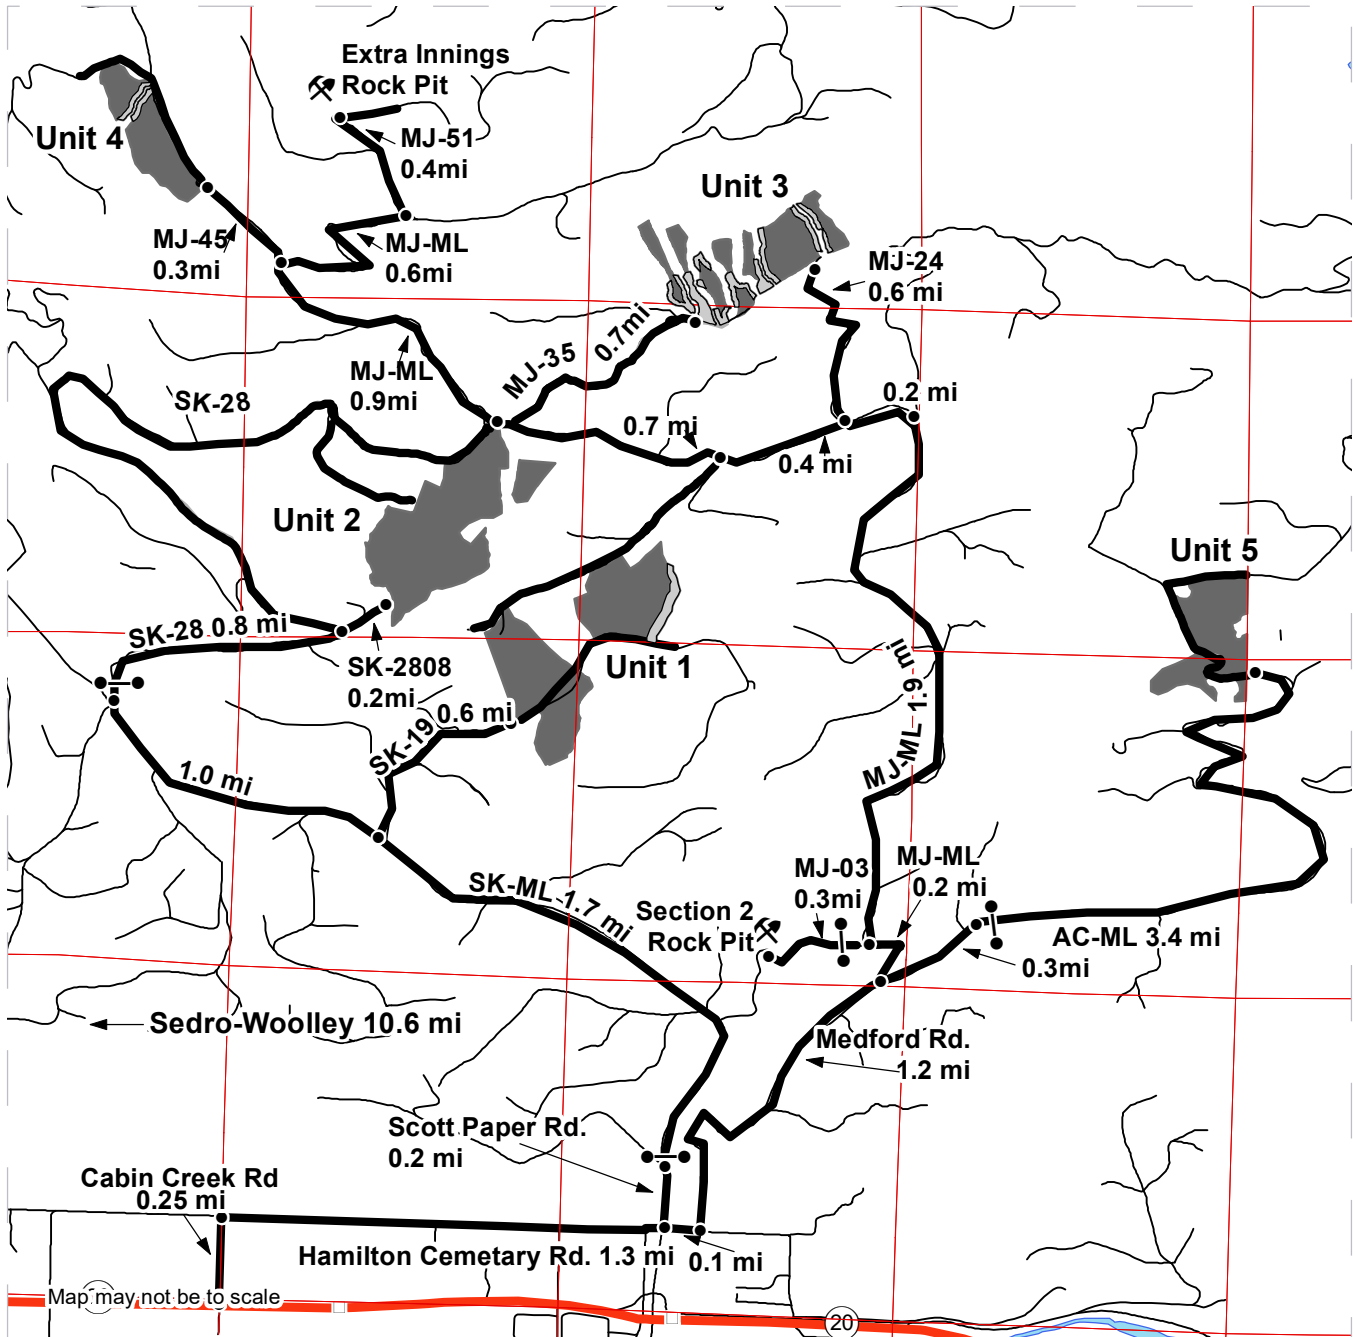 Extra Innings
Rock Pit
Unit 4
MJ-51
0.4mi
Unit 3
MJ-45
0.3mi
MJ-ML
0.6mi
MJ-24
0.6 mi
MJ-35 0.7mi
MJ-ML
0.9mi
SK-28
0.2 mi
0.7 mi
0.4 mi
Unit 2
Unit 5
SK-28 0.8 mi
SK-2808
0.2mi
Unit 1
MJ-ML 1.9 mi
SK-19 0.6 mi
1.0 mi
MJ-03
0.3mi
MJ-ML
0.2 mi
SK-ML 1.7 mi
Section 2
Rock Pit
AC-ML 3.4 mi
0.3mi
Sedro-Woolley 10.6 mi
Medford Rd.
1.2 mi
Scott Paper Rd.
0.2 mi
Cabin Creek Rd
0.25 mi
Hamilton Cemetary Rd. 1.3 mi
0.1 mi
Map may not be to scale
20